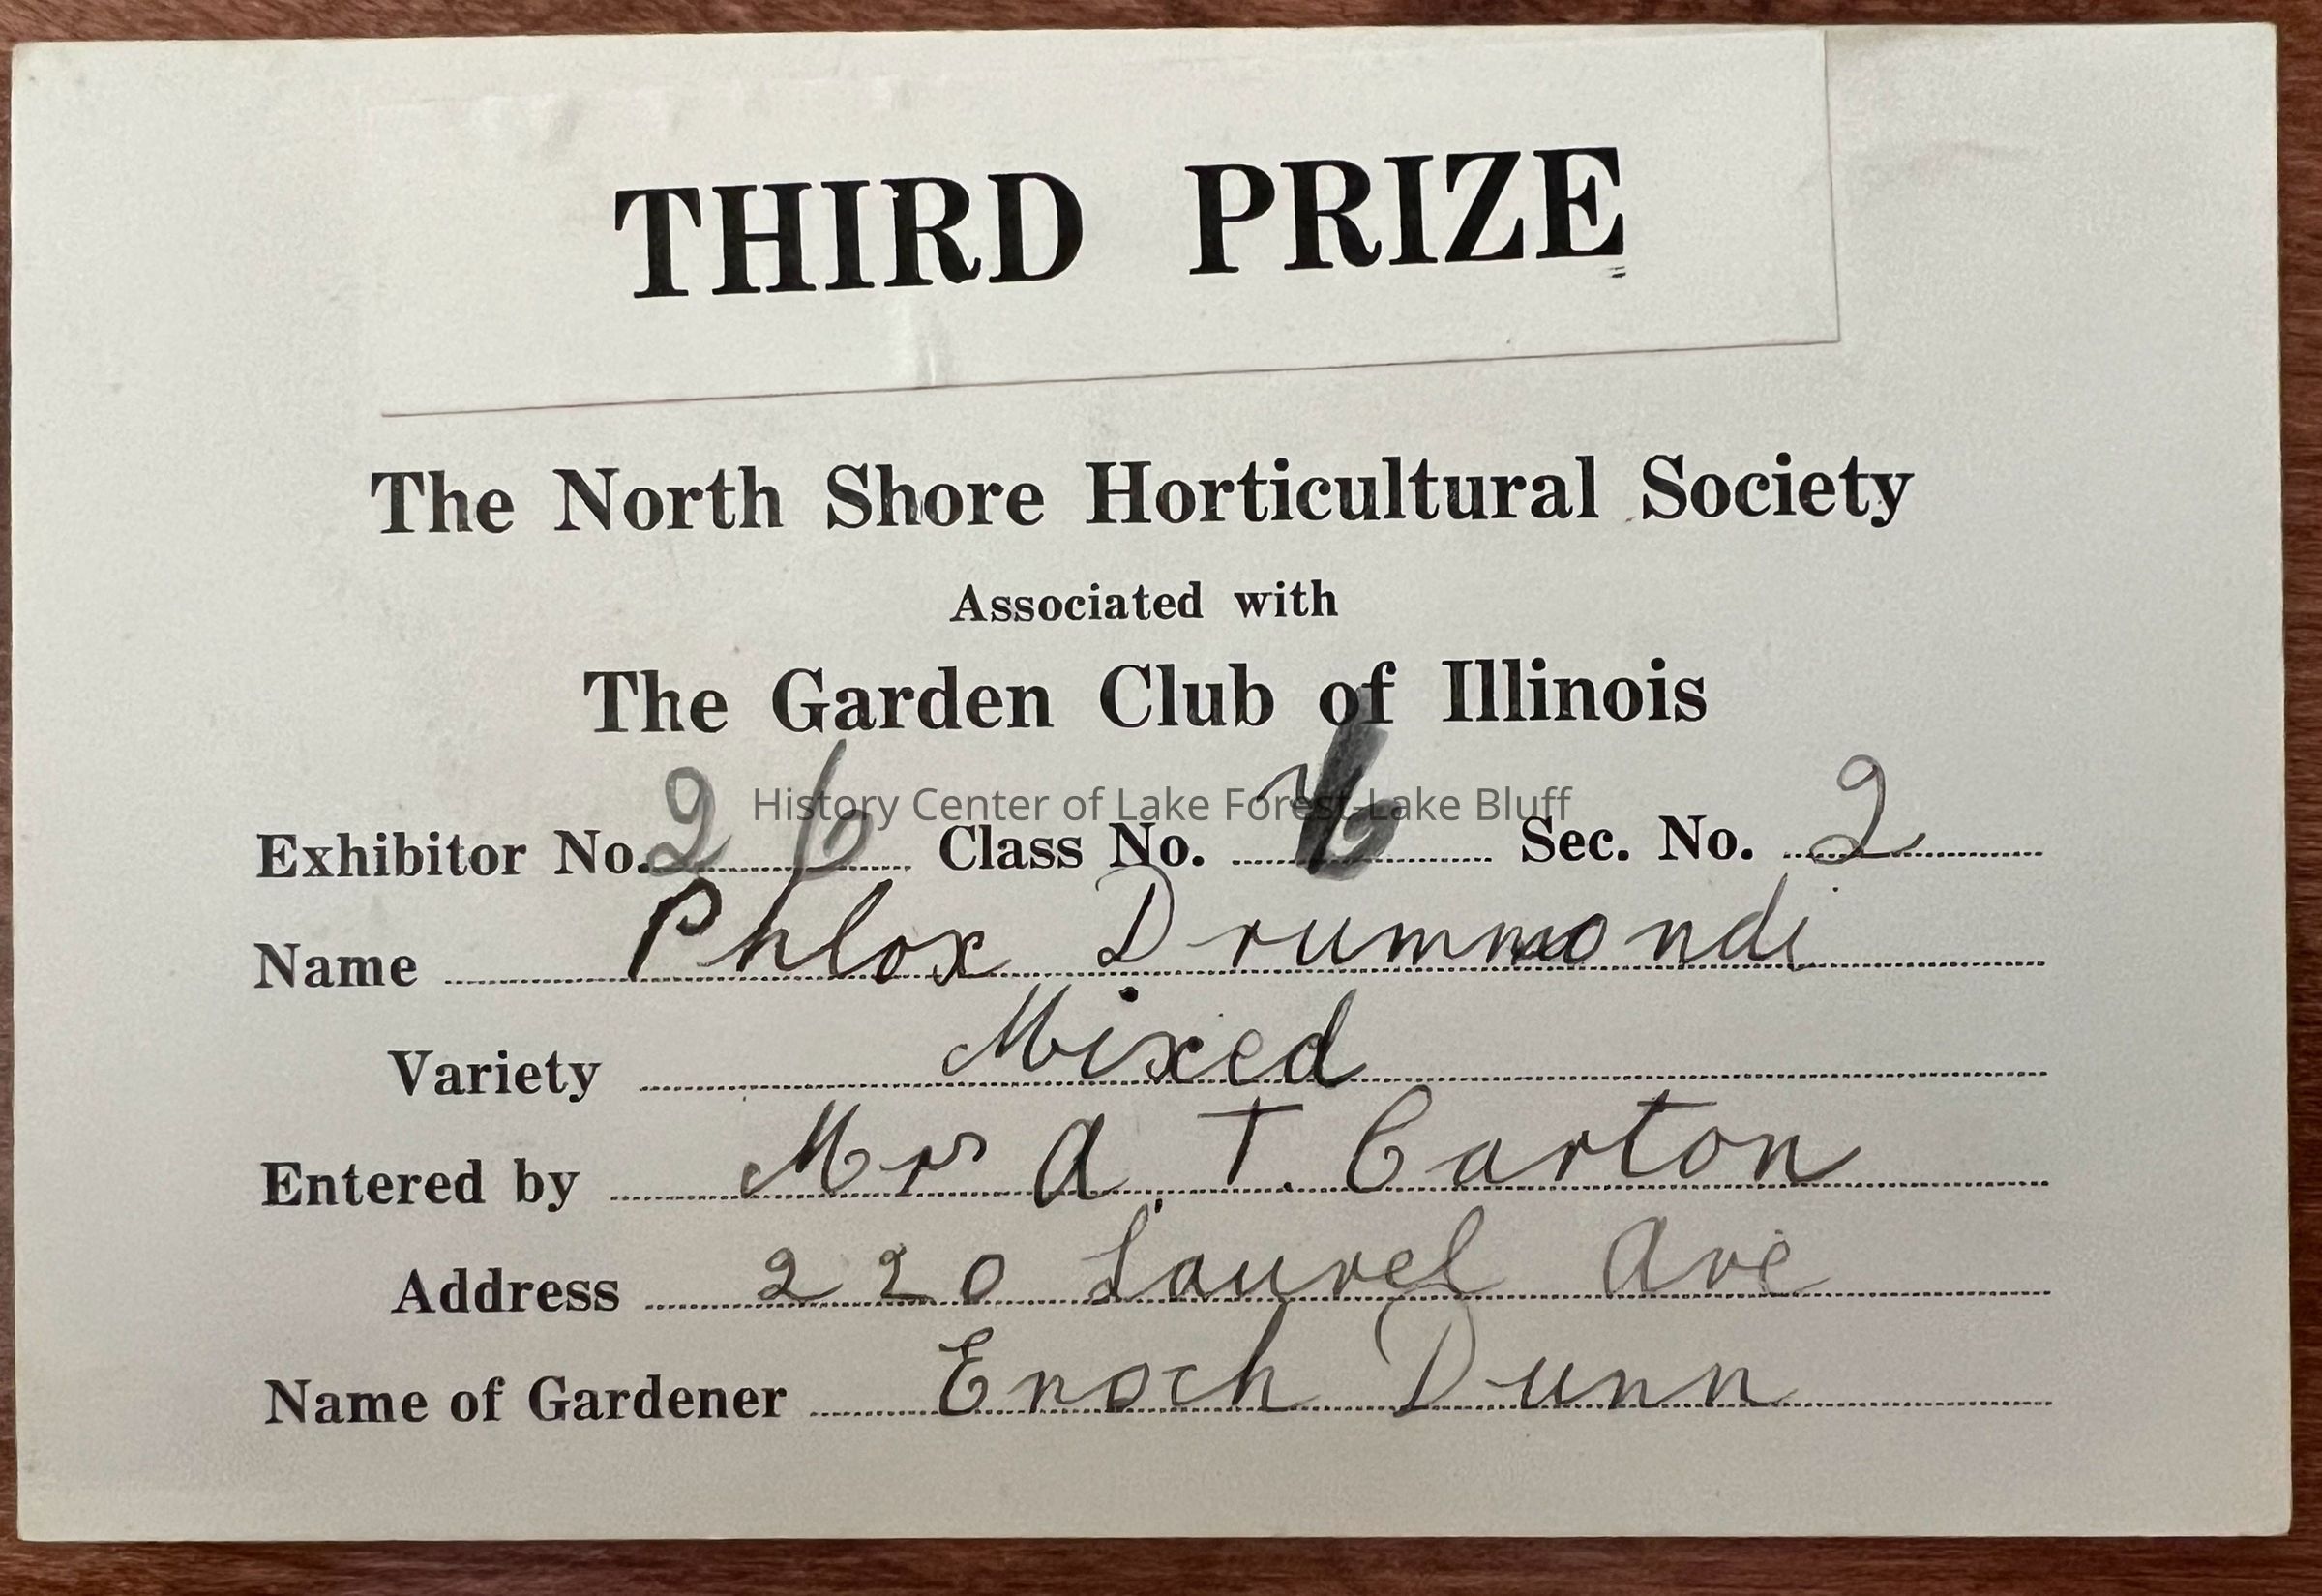 THIRD PRIZE
The North Shore Horticultural Society
Associated with
The Garden Club of Illinois
History Center of Lake Forest-Lake Bluff
Exhibitor No. 26 Class No. 6 Sec. No. 2
Name Phlox Drummondi
Variety Mixed
Entered by Mrs A. T. Carton
Address 220 Laurel Ave
Name of Gardener Enoch Dunn